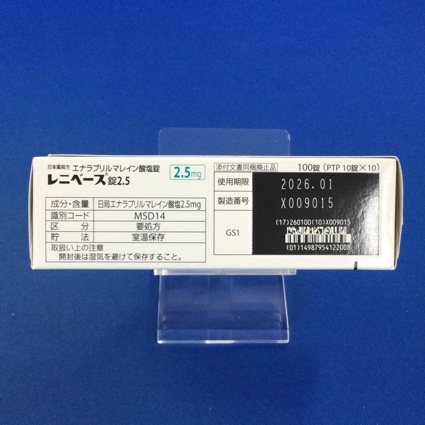 日本薬局方 エナラプリルマレイン酸塩錠
レニベース®錠2.5
2.5mg
成分・含量 日局エナラプリルマレイン酸塩2.5mg
識別コード MSD14
区分 要処方
貯法 室温保存
取扱い上の注意
開封後は湿気を避けて保存すること。
添付文書同梱廃止品
100錠 (PTP 10錠×10)
使用期限 2026.01
製造番号 X009015
GS1
(17)260100(10)X009015
(01)14987954122008